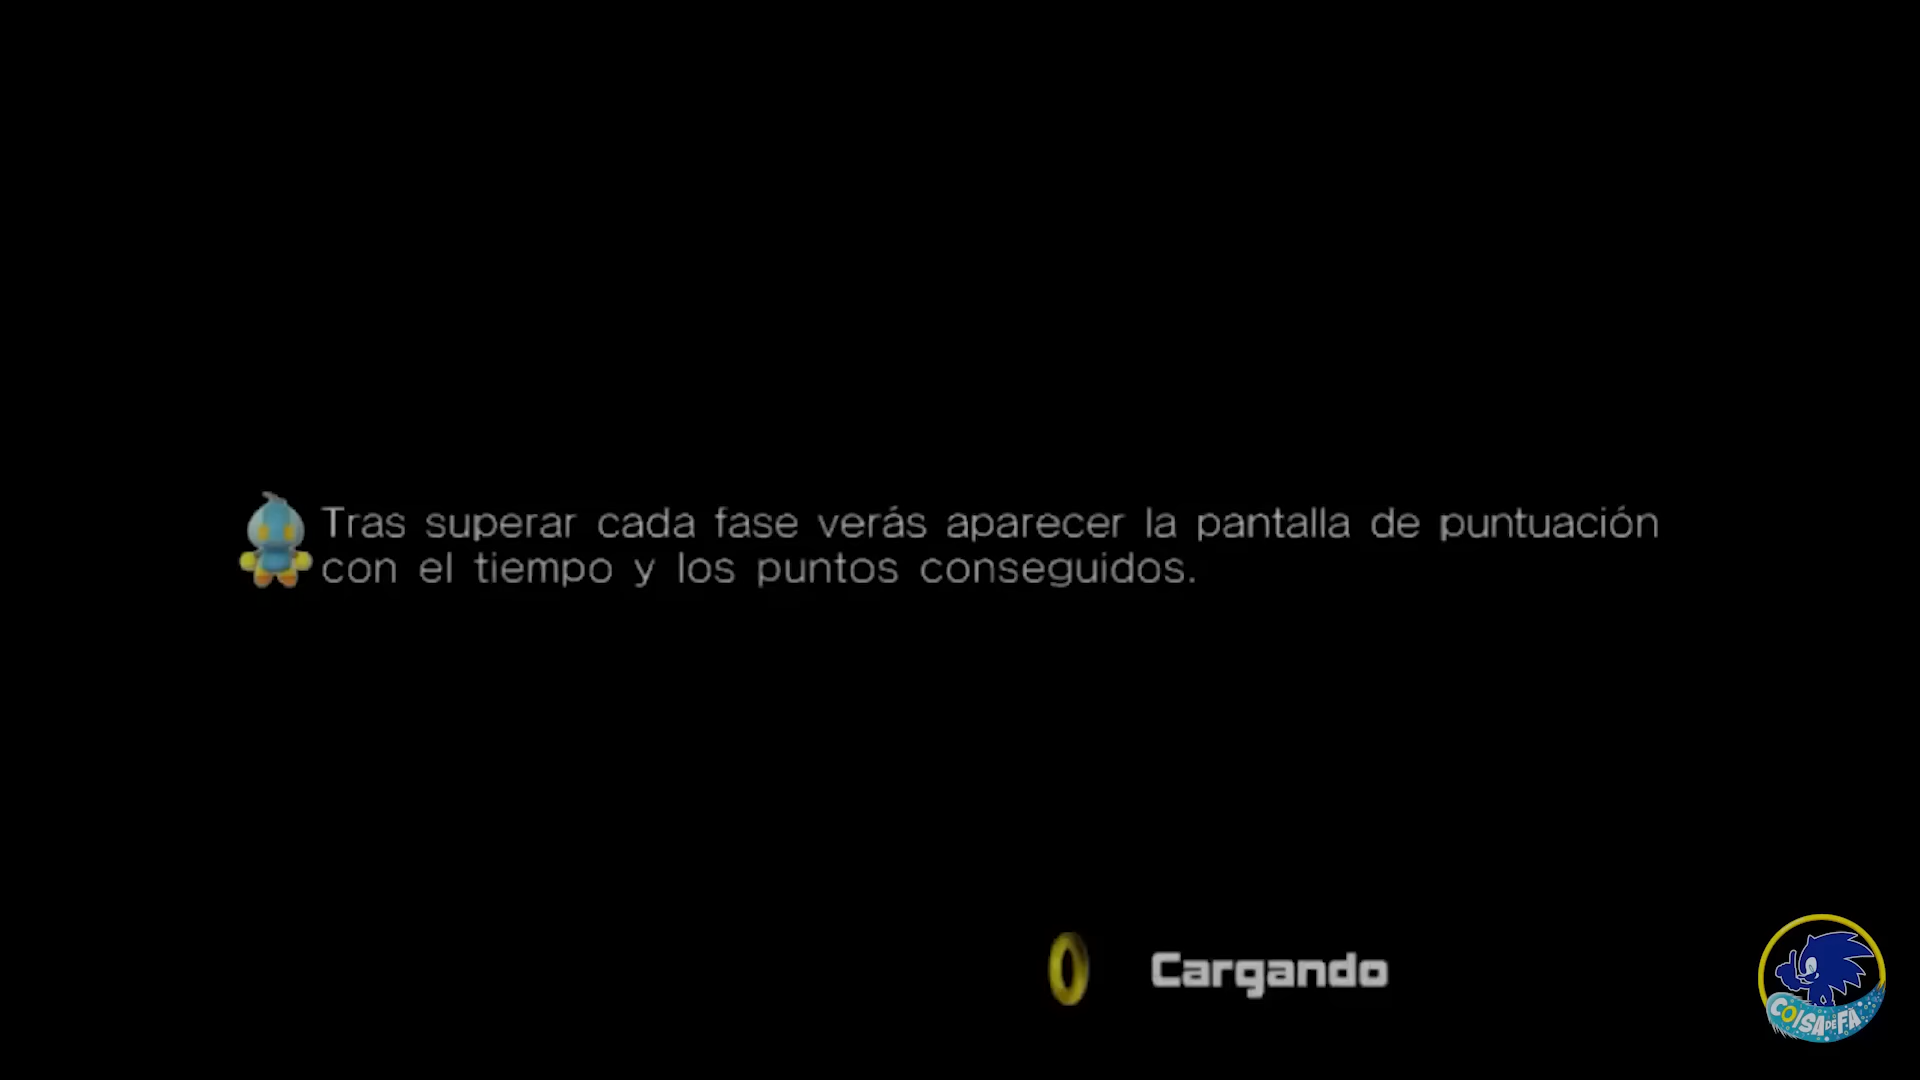 Tras superar cada fase verás aparecer la pantalla de puntuación
con el tiempo y los puntos conseguidos.
Cargando
COISA DE FÃ